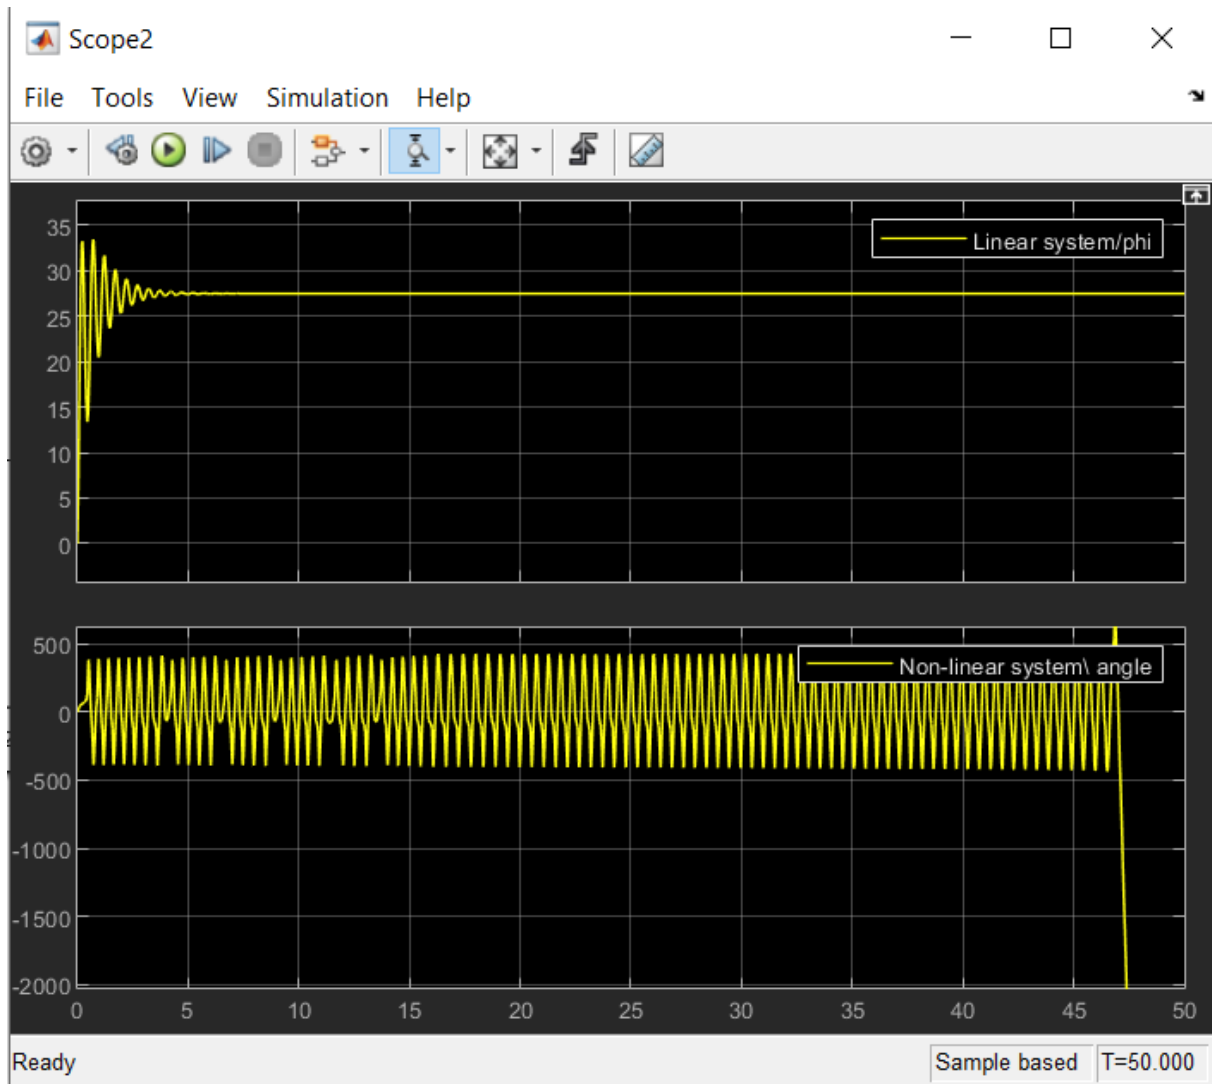 Scope2
File Tools View Simulation Help
35
30
25
20
15
10
5
0
Linear system/phi
500
0
-500
-1000
-1500
-2000
Non-linear system\ angle
0 5 10 15 20 25 30 35 40 45 50
Ready Sample based T=50.000